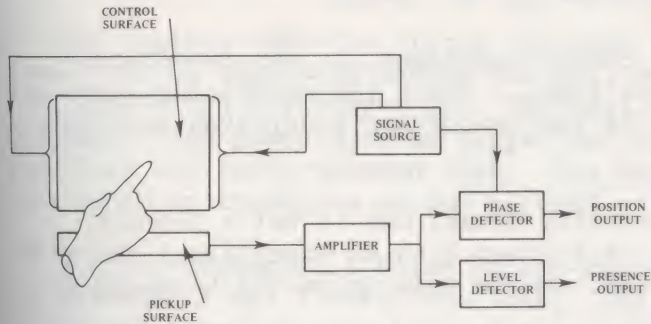 CONTROL
SURFACE
SIGNAL
SOURCE
PHASE
DETECTOR
POSITION
OUTPUT
AMPLIFIER
LEVEL
DETECTOR
PRESENCE
OUTPUT
PICKUP
SURFACE